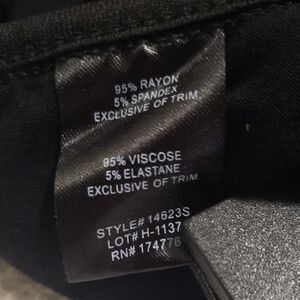 95% RAYON
5% SPANDEX
EXCLUSIVE OF TRIM.
95% VISCOSE
5% ELASTANE
EXCLUSIVE OF TRIM
STYLE# 14623S
LOT# H-1137
RN# 174776